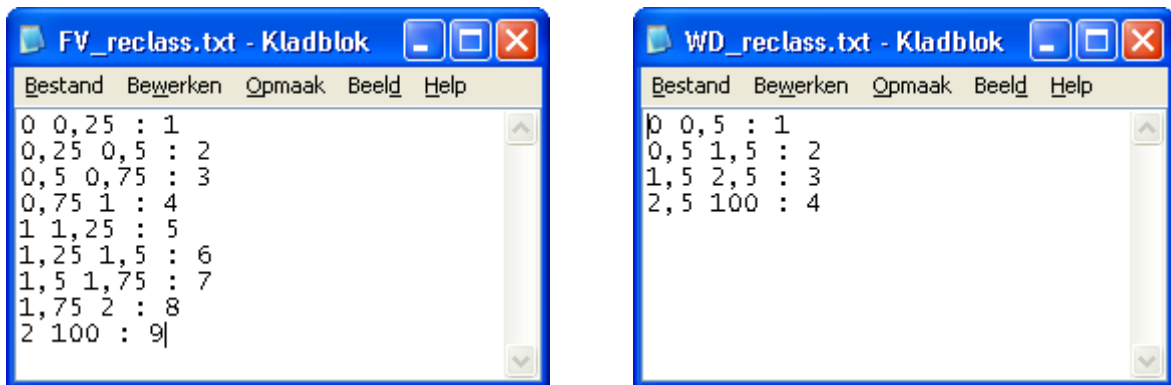 FV_reclass.txt - Kladblok
Bestand Bewerken Opmaak Beeld Help
0 0,25 : 1
0,25 0,5 : 2
0,5 0,75 : 3
0,75 1 : 4
1 1,25 : 5
1,25 1,5 : 6
1,5 1,75 : 7
1,75 2 : 8
2 100 : 9
WD_reclass.txt - Kladblok
Bestand Bewerken Opmaak Beeld Help
0 0,5 : 1
0,5 1,5 : 2
1,5 2,5 : 3
2,5 100 : 4